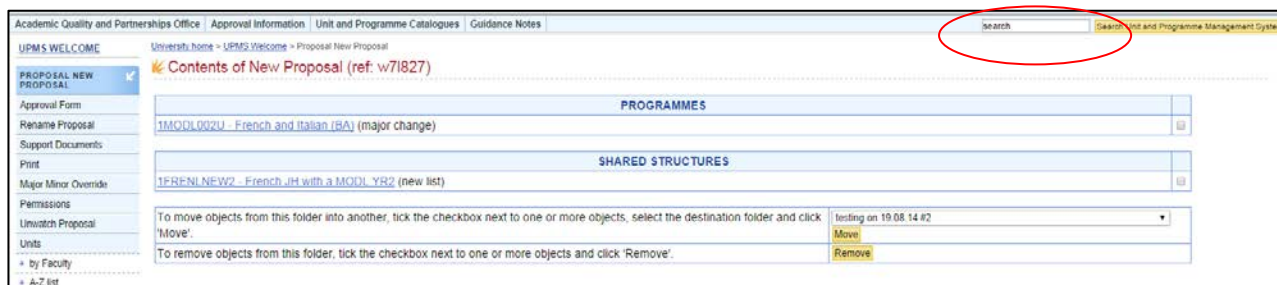 Academic Quality and Partnerships Office Approval Information Unit and Programme Catalogues Guidance Notes search Search Unit and Programme Management Syste
UPMS WELCOME
University home > UPMS Welcome > Proposal New Proposal
Contents of New Proposal (ref: w7l827)
PROPOSAL NEW
PROPOSAL
Approval Form
Rename Proposal
Support Documents
Print
Major Minor Override
Permissions
Unwatch Proposal
Units
+ by Faculty
+ A-Z list
PROGRAMMES
1MODL002U - French and Italian (BA) (major change)
SHARED STRUCTURES
1FRENLNEW2 - French JH with a MODL YR2 (new list)
To move objects from this folder into another, tick the checkbox next to one or more objects, select the destination folder and click
'Move'.
testing on 19.08.14 #2
Move
To remove objects from this folder, tick the checkbox next to one or more objects and click 'Remove'.
Remove